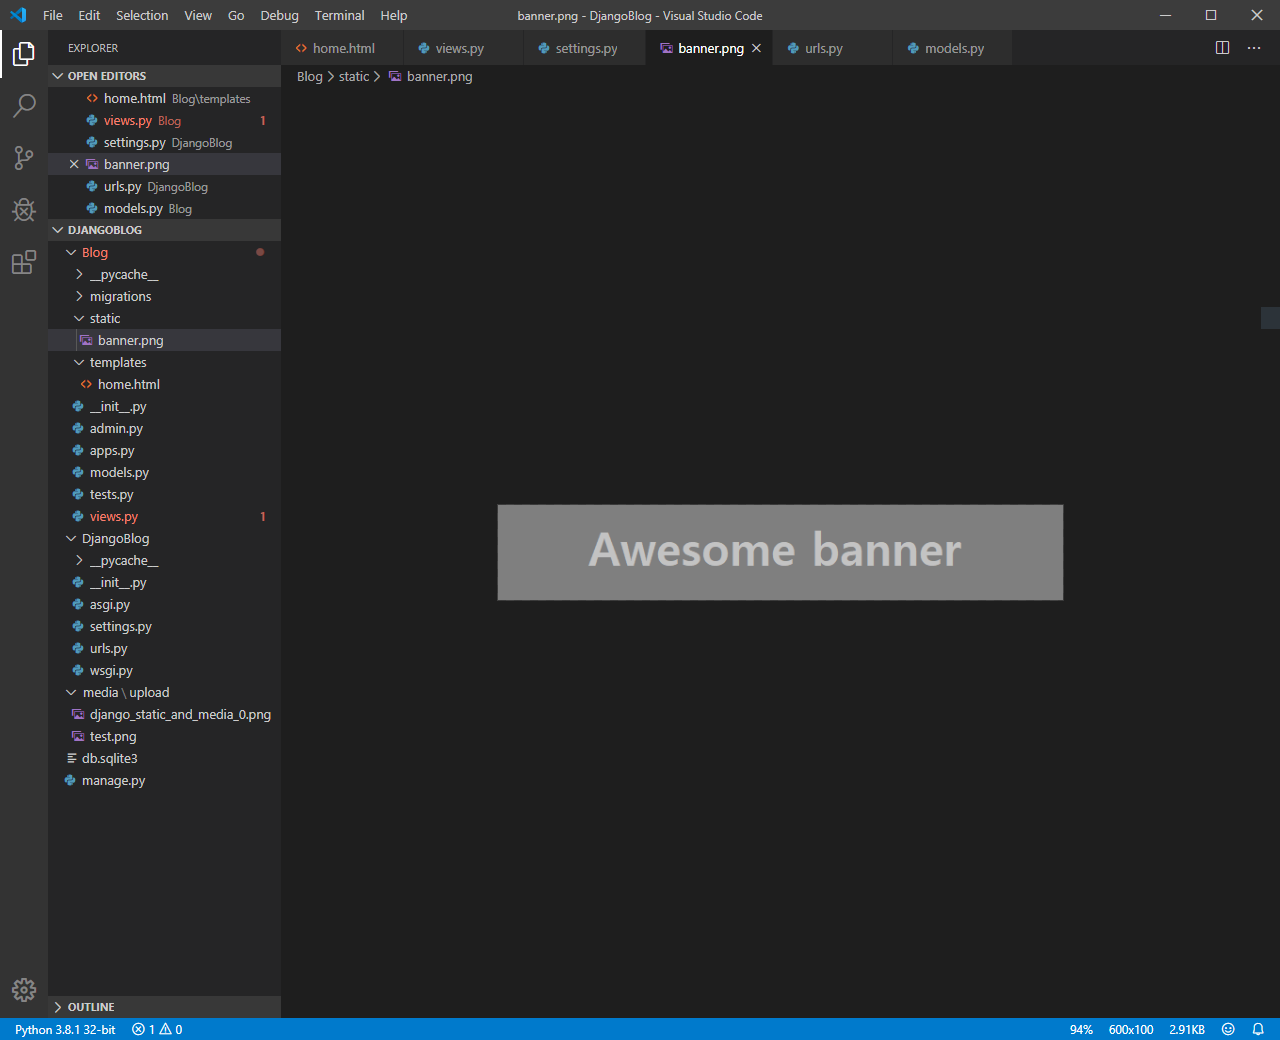 File Edit Selection View Go Debug Terminal Help banner.png - DjangoBlog - Visual Studio Code
EXPLORER
home.html views.py settings.py banner.png urls.py models.py
OPEN EDITORS
Blog static banner.png
home.html Blog\templates
views.py Blog 1
settings.py DjangoBlog
banner.png
urls.py DjangoBlog
models.py Blog
DJANGOBLOG
Blog
__pycache__
migrations
static
banner.png
templates
home.html
__init__.py
admin.py
apps.py
models.py
tests.py
views.py 1
DjangoBlog
__pycache__
__init__.py
asgi.py
settings.py
urls.py
wsgi.py
media\upload
django_static_and_media_0.png
test.png
db.sqlite3
manage.py
Awesome banner
OUTLINE
Python 3.8.1 32-bit 1 0 94% 600x100 2.91KB